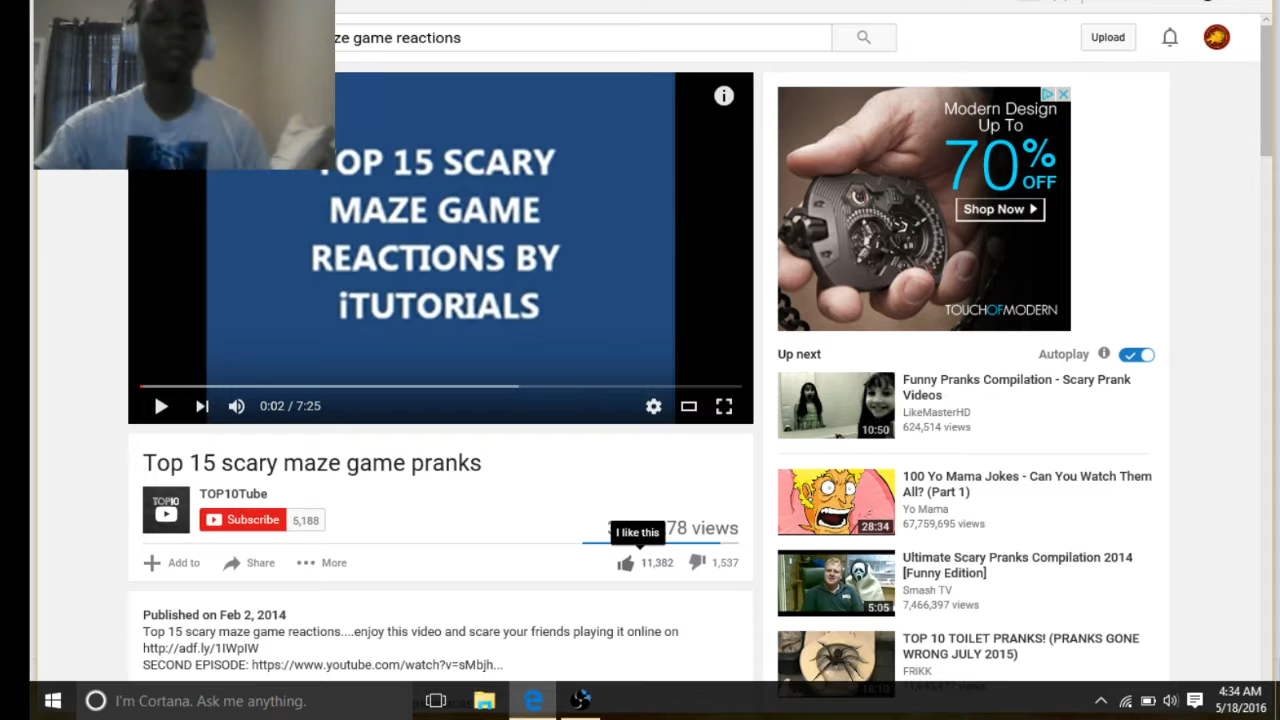 ze game reactions
Upload
TOP 15 SCARY
MAZE GAME
REACTIONS BY
iTUTORIALS
0:02 / 7:25
Modern Design
Up To
70% OFF
Shop Now
TOUCHOFMODERN
Up next
Autoplay
Funny Pranks Compilation - Scary Prank
Videos
LikeMasterHD
624,514 views
10:50
100 Yo Mama Jokes - Can You Watch Them
All? (Part 1)
Yo Mama
67,759,695 views
28:34
Ultimate Scary Pranks Compilation 2014
[Funny Edition]
Smash TV
7,466,397 views
5:05
TOP 10 TOILET PRANKS! (PRANKS GONE
WRONG JULY 2015)
FRIKK
Top 15 scary maze game pranks
TOP10
TOP10Tube
Subscribe 5,188
78 views
I like this
Add to Share More
11,382 1,537
Published on Feb 2, 2014
Top 15 scary maze game reactions....enjoy this video and scare your friends playing it online on
http://adf.ly/1IWpIW
SECOND EPISODE: https://www.youtube.com/watch?v=sMbjh...
I'm Cortana. Ask me anything.
4:34 AM
5/18/2016